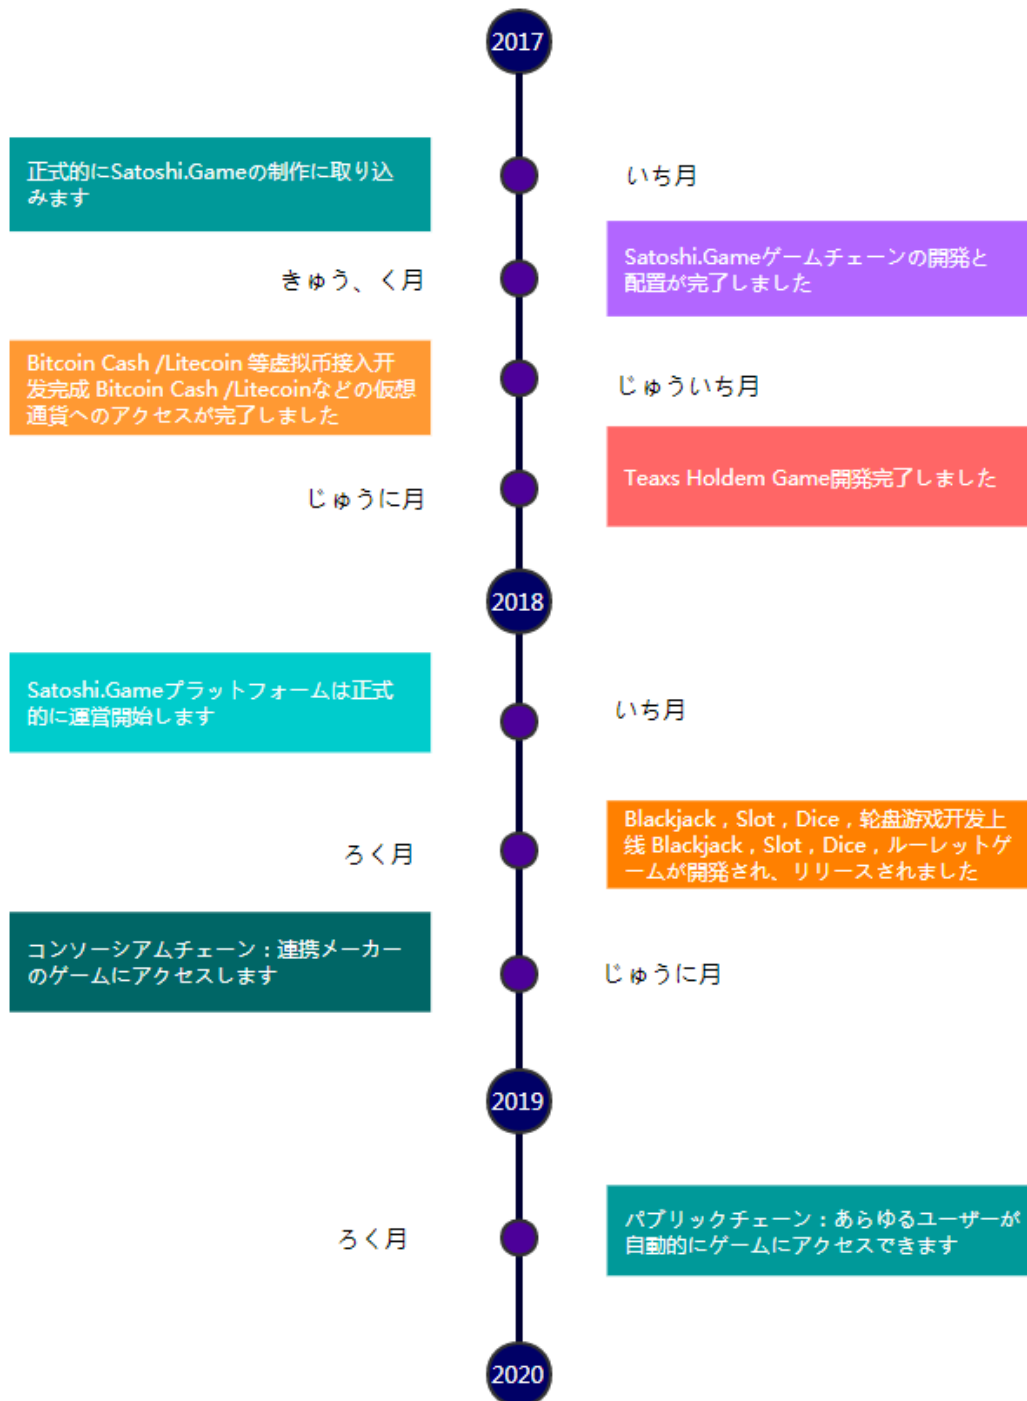 2017
正式的にSatoshi.Gameの制作に取り込
みます
いち月
きゅう、く月
Satoshi.Gameゲームチェーンの開発と
配置が完了しました
Bitcoin Cash /Litecoin 等虚拟币接入开
发完成 Bitcoin Cash /Litecoinなどの仮想
通貨へのアクセスが完了しました
じゅういち月
じゅうに月
Teaxs Holdem Game開発完了しました
2018
Satoshi.Gameプラットフォームは正式
的に運営開始します
いち月
ろく月
Blackjack，Slot，Dice，轮盘游戏开发上
线 Blackjack，Slot，Dice，ルーレットゲ
ームが開発され、リリースされました
コンソーシアムチェーン：連携メーカー
のゲームにアクセスします
じゅうに月
2019
ろく月
パブリックチェーン：あらゆるユーザーが
自動的にゲームにアクセスできます
2020